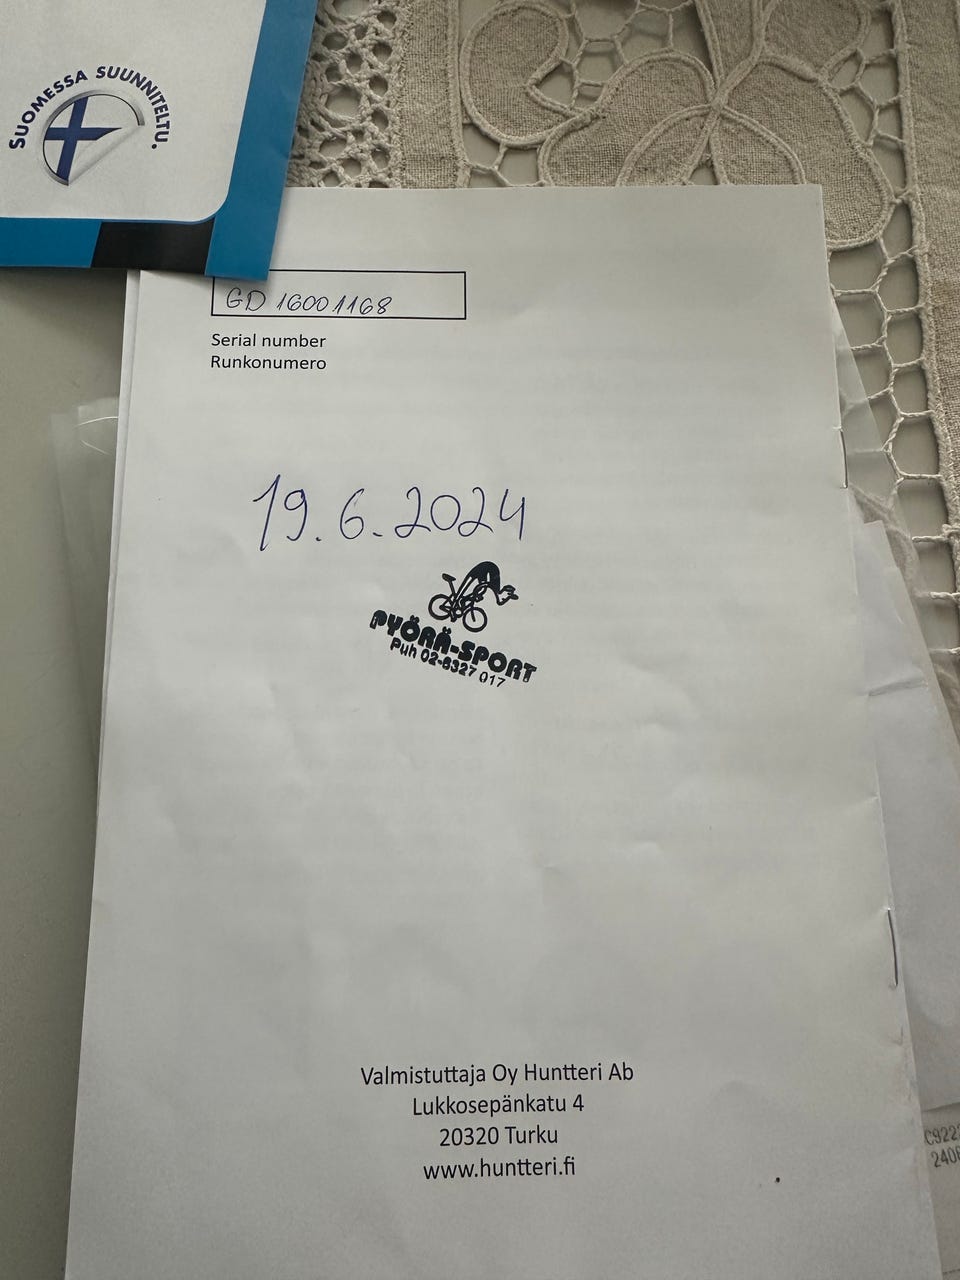 SUOMESSA SUUNNITELTU.
GD 16001168
Serial number
Runkonumero
19.6.2024
PYÖRÄ-SPORT
Puh 02-6327 017
Valmistuttaja Oy Huntteri Ab
Lukkosepänkatu 4
20320 Turku
www.huntteri.fi